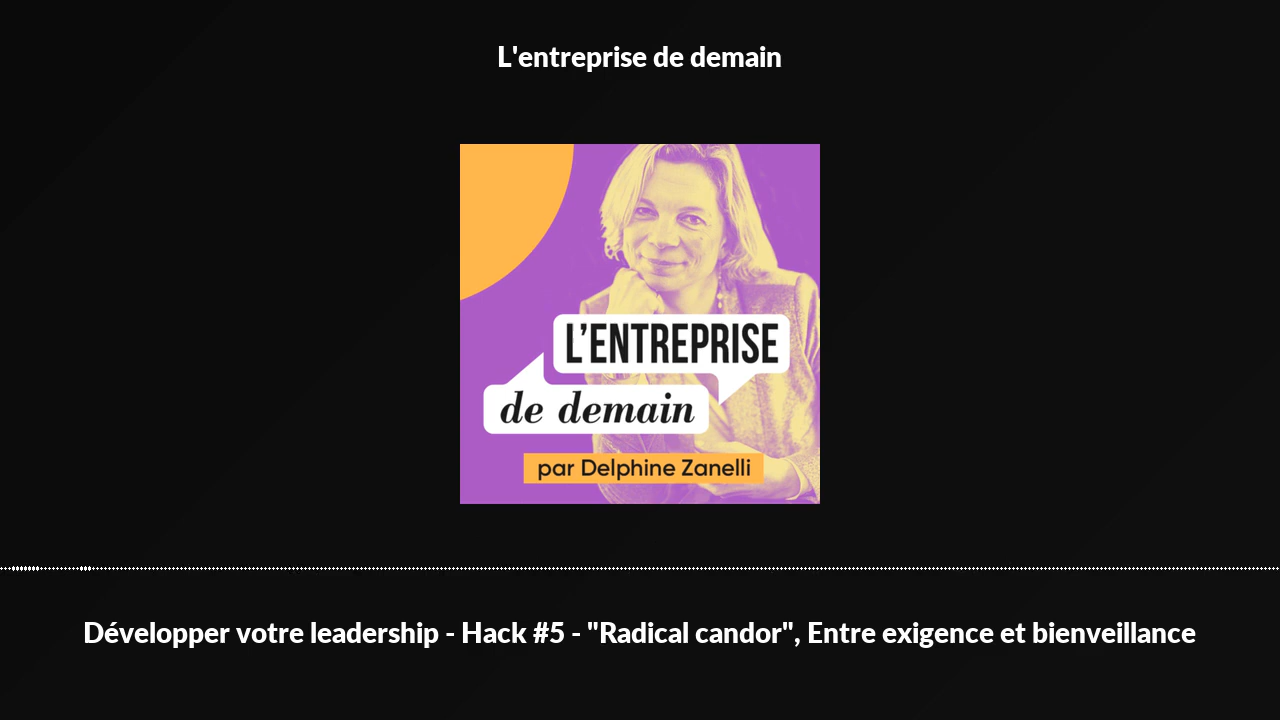 L'entreprise de demain
L'ENTREPRISE
de demain
par Delphine Zanelli
Développer votre leadership - Hack #5 - "Radical candor", Entre exigence et bienveillance